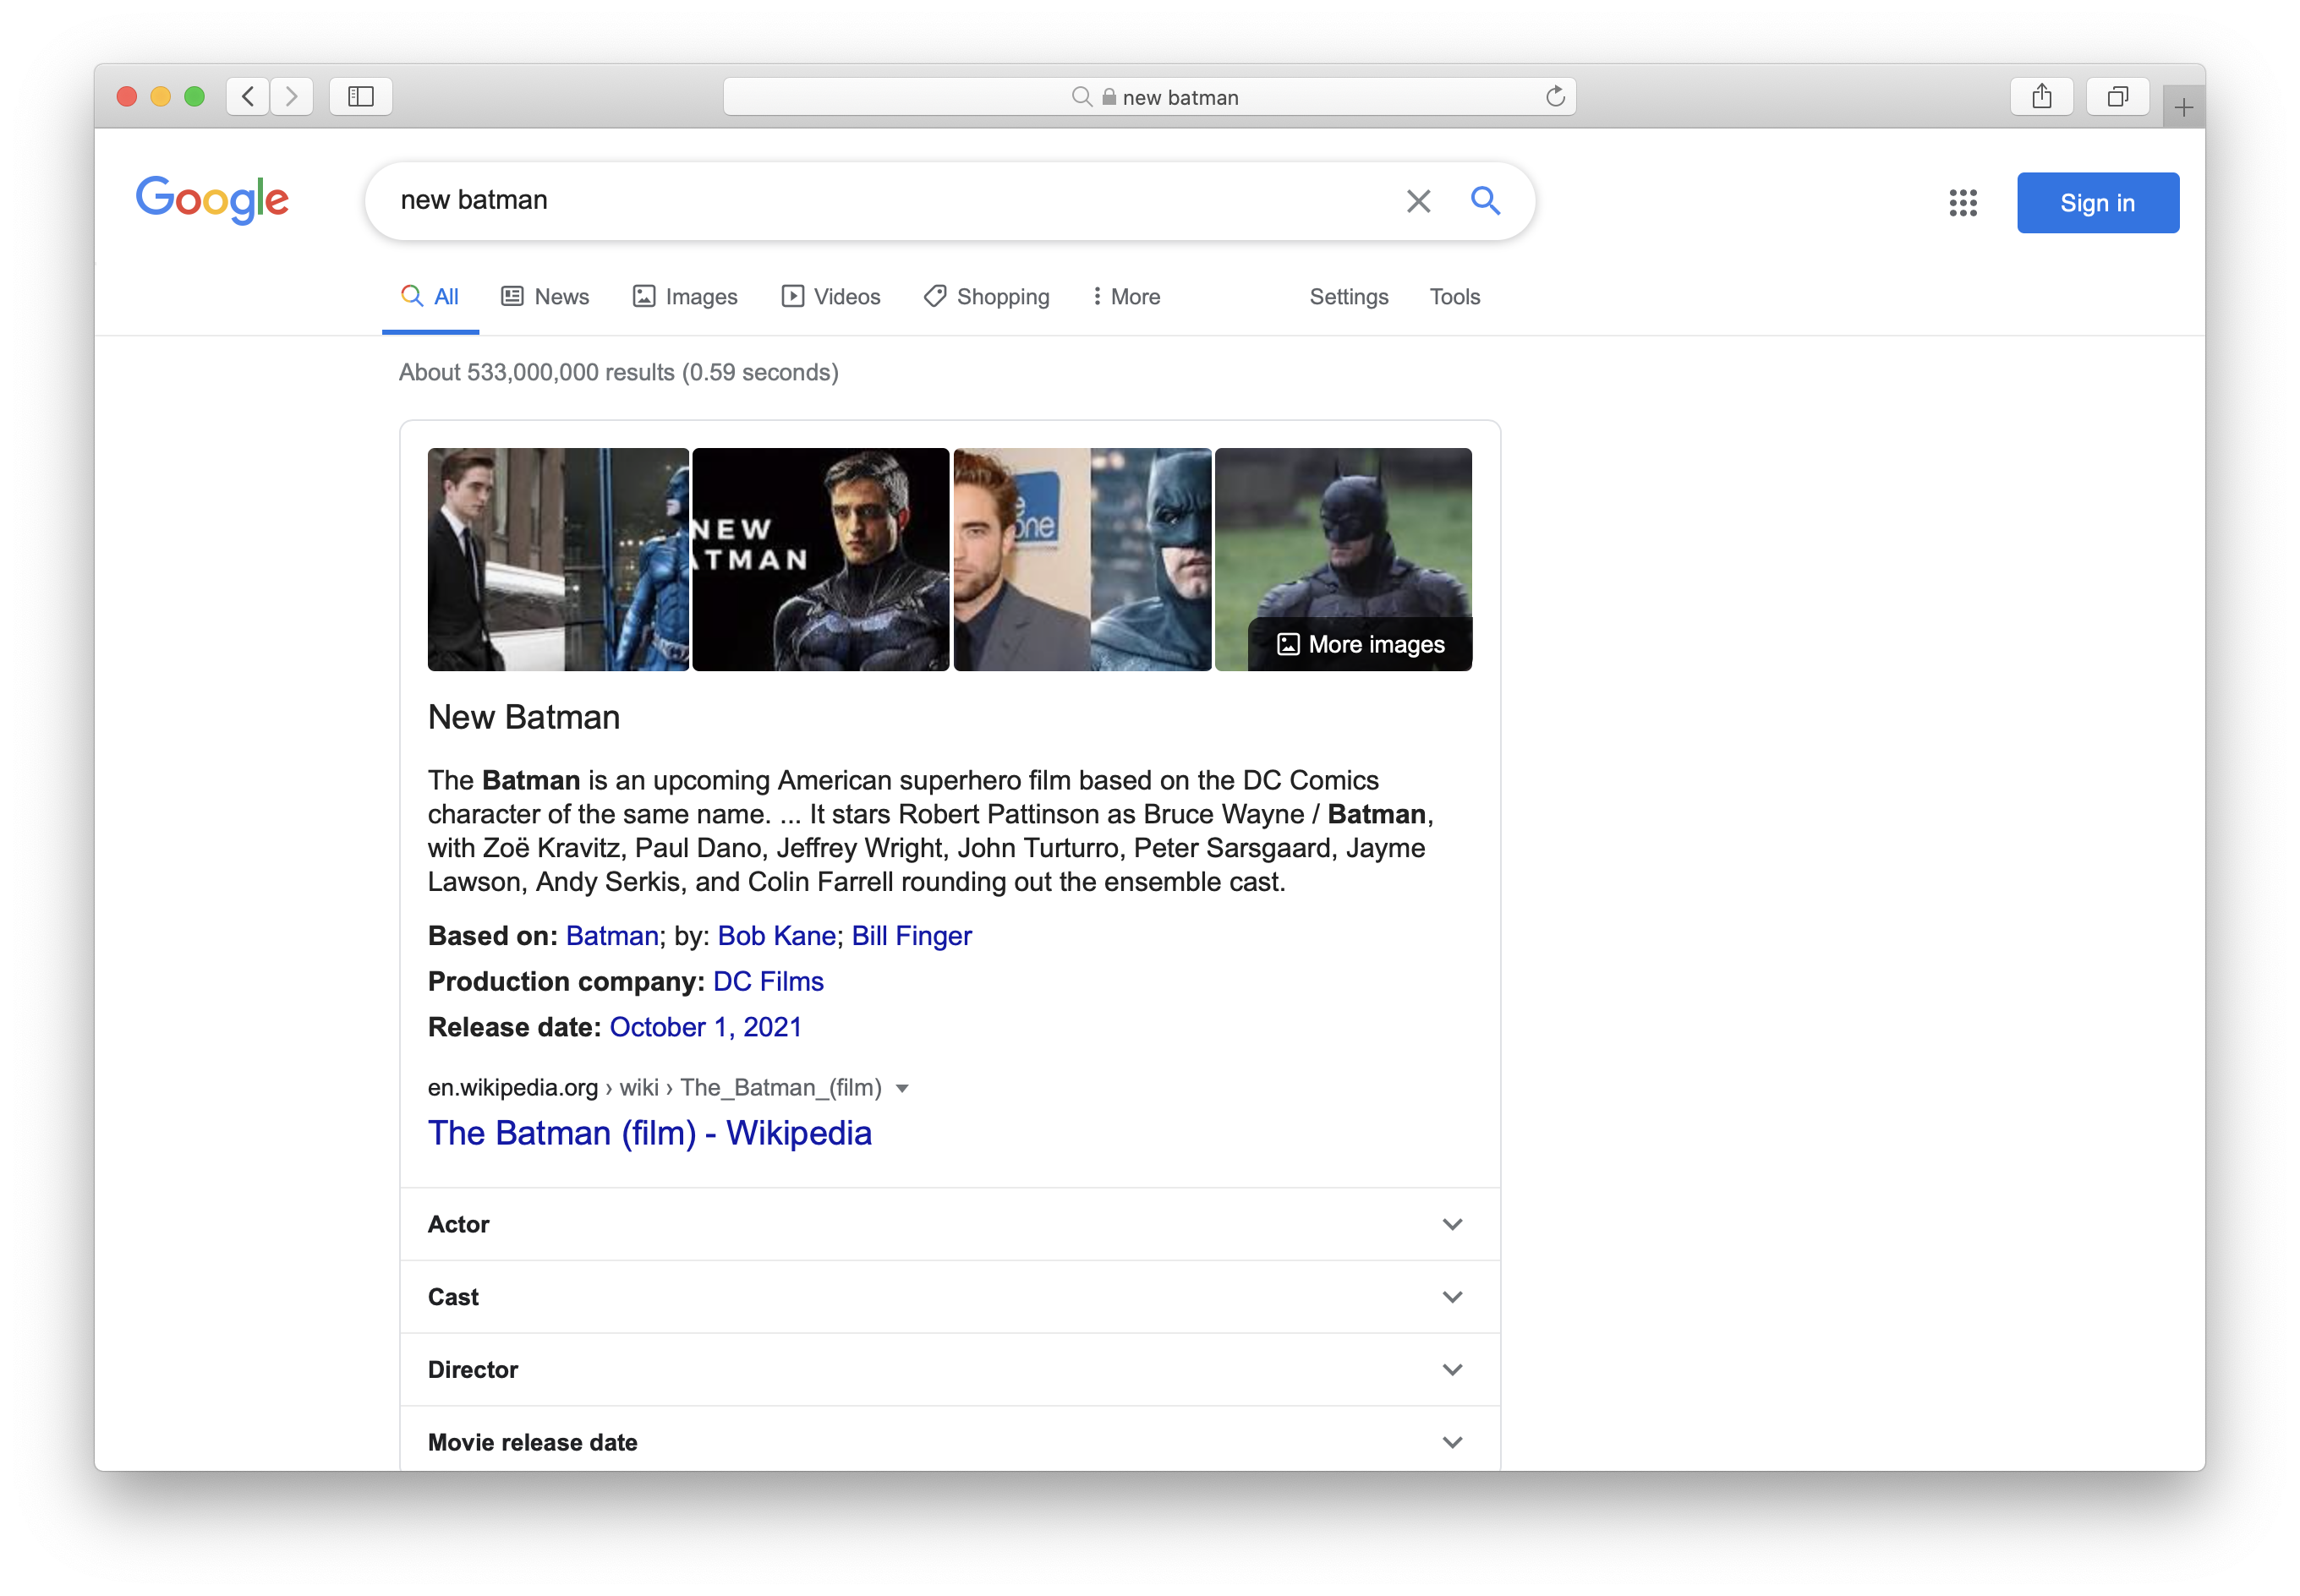 new batman
Google
new batman
Sign in
All News Images Videos Shopping More Settings Tools
About 533,000,000 results (0.59 seconds)
NEW
ATMAN
one
More images
New Batman
The Batman is an upcoming American superhero film based on the DC Comics
character of the same name. ... It stars Robert Pattinson as Bruce Wayne / Batman,
with Zoë Kravitz, Paul Dano, Jeffrey Wright, John Turturro, Peter Sarsgaard, Jayme
Lawson, Andy Serkis, and Colin Farrell rounding out the ensemble cast.
Based on: Batman; by: Bob Kane; Bill Finger
Production company: DC Films
Release date: October 1, 2021
en.wikipedia.org › wiki › The_Batman_(film)
The Batman (film) - Wikipedia
Actor
Cast
Director
Movie release date